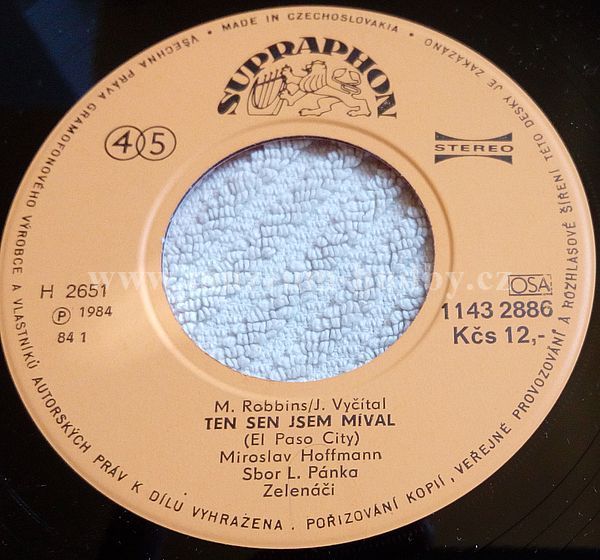 VŠECHNA PRÁVA GRAMOFONOVÉHO VÝROBCE A VLASTNÍKŮ AUTORSKÝCH PRÁV K DÍLU VYHRAŽENA . POŘIZOVÁNÍ KOPIÍ, VEŘEJNÉ PROVOZOVÁNÍ A ROZHLASOVÉ ŠÍŘENÍ TÉTO DESKY JE ZAKÁZÁNO
• MADE IN CZECHOSLOVAKIA •
SUPRAPHON
45
STEREO
H 2651
Ⓟ 1984
84 1
OSA
1143 2886
Kčs 12,-
M. Robbins/J. Vyčítal
TEN SEN JSEM MÍVAL
(El Paso City)
Miroslav Hoffmann
Sbor L. Pánka
Zelenáči